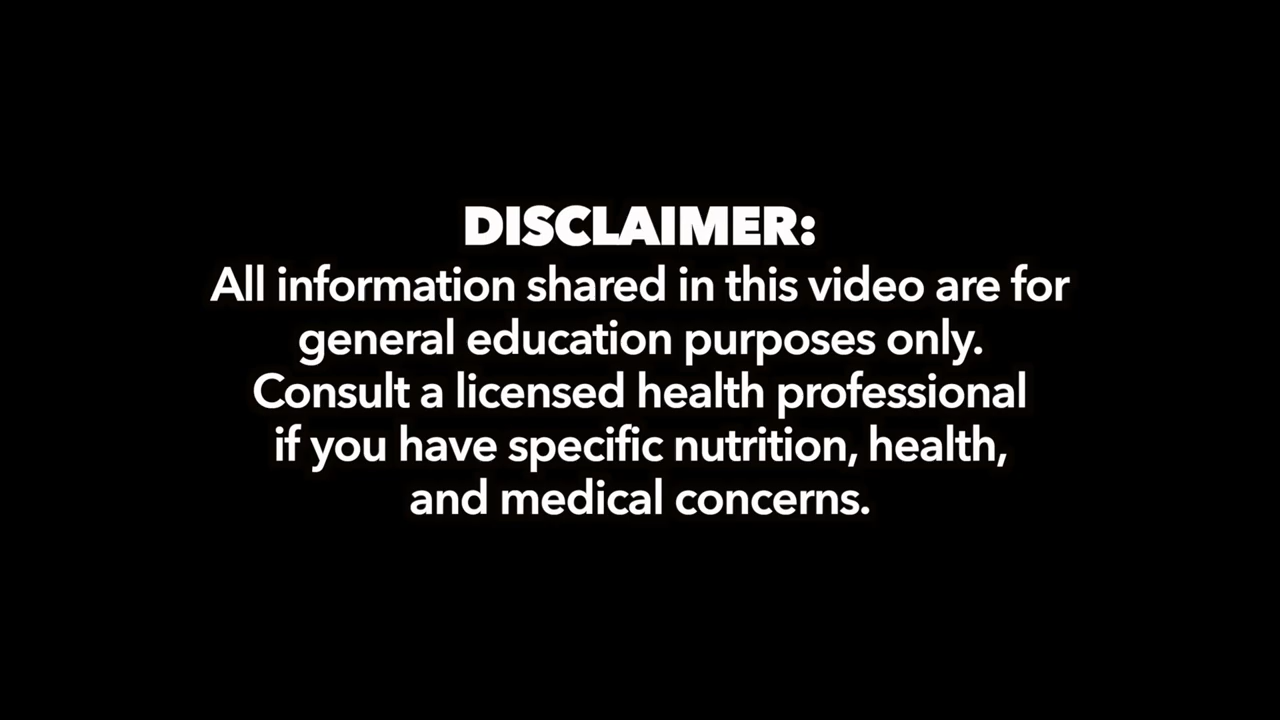 DISCLAIMER:
All information shared in this video are for
general education purposes only.
Consult a licensed health professional
if you have specific nutrition, health,
and medical concerns.